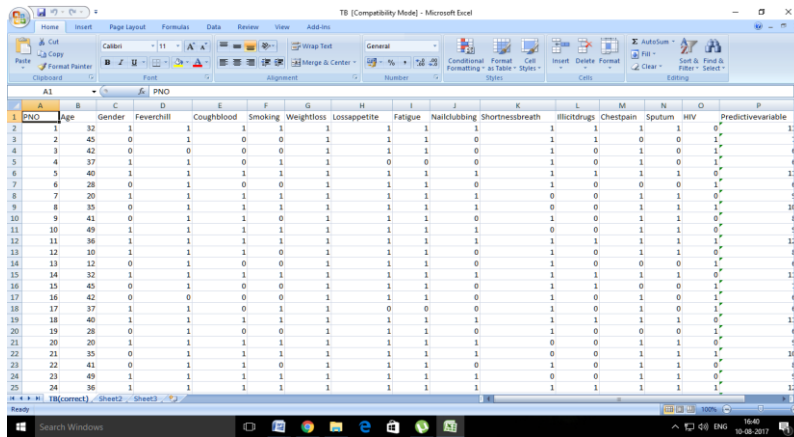 TB [Compatibility Mode] - Microsoft Excel
Home Insert Page Layout Formulas Data Review View Add-Ins
Cut Calibri 11 Wrap Text General Σ AutoSum
Copy Fill
Paste Format Painter B I U Merge & Center Conditional Format Cell Insert Delete Format Clear Sort & Find &
Formatting as Table Styles Filter Select
Clipboard Font Alignment Number Styles Cells Editing
A1 fx PNO
A B C D E F G H I J K L M N O P
1 PNO Age Gender Feverchill Coughblood Smoking Weightloss Lossappetite Fatigue Nailclubbing Shortnessbreath Illicitdrugs Chestpain Sputum HIV Predictivevariable
2 1 32 1 1 1 1 1 1 1 1 1 1 1 1 0
3 2 45 0 1 0 0 1 1 1 0 1 1 0 0 1
4 3 42 0 0 0 0 1 1 1 0 1 0 1 0 1
5 4 37 1 1 0 1 1 0 0 0 1 0 1 0 1
6 5 40 1 1 1 1 1 1 1 1 1 1 1 1 0
7 6 28 0 1 0 0 1 1 1 0 1 0 0 0 1
8 7 20 1 1 1 1 1 1 1 0 0 0 1 1 0
9 8 35 0 1 1 1 1 1 1 1 0 0 1 1 1
10 9 41 0 1 1 0 1 1 1 0 1 0 1 1 0
11 10 49 1 1 1 1 1 1 1 1 0 0 1 1 0
12 11 36 1 1 1 1 1 1 1 1 1 1 1 1 0
13 12 10 1 1 1 0 1 1 1 0 1 0 1 1 1
14 13 12 0 1 0 0 1 1 1 0 1 0 0 0 1
15 14 32 1 1 1 1 1 1 1 1 1 1 1 1 0
16 15 45 0 1 0 0 1 1 1 0 1 1 0 0 1
17 16 42 0 0 0 0 1 1 1 0 1 0 1 0 1
18 17 37 1 1 0 1 1 0 0 0 1 0 1 0 1
19 18 40 1 1 1 1 1 1 1 1 1 1 1 1 0
20 19 28 0 1 0 0 1 1 1 0 1 0 0 0 1
21 20 20 1 1 1 1 1 1 1 0 0 0 1 1 0
22 21 35 0 1 1 1 1 1 1 1 0 0 1 1 1
23 22 41 0 1 1 0 1 1 1 0 1 0 1 1 0
24 23 49 1 1 1 1 1 1 1 1 0 0 1 1 0
25 24 36 1 1 1 1 1 1 1 1 1 1 1 1 0
TB(correct) Sheet2 Sheet3
Ready 100%
Search Windows ENG 16:40
10-08-2017